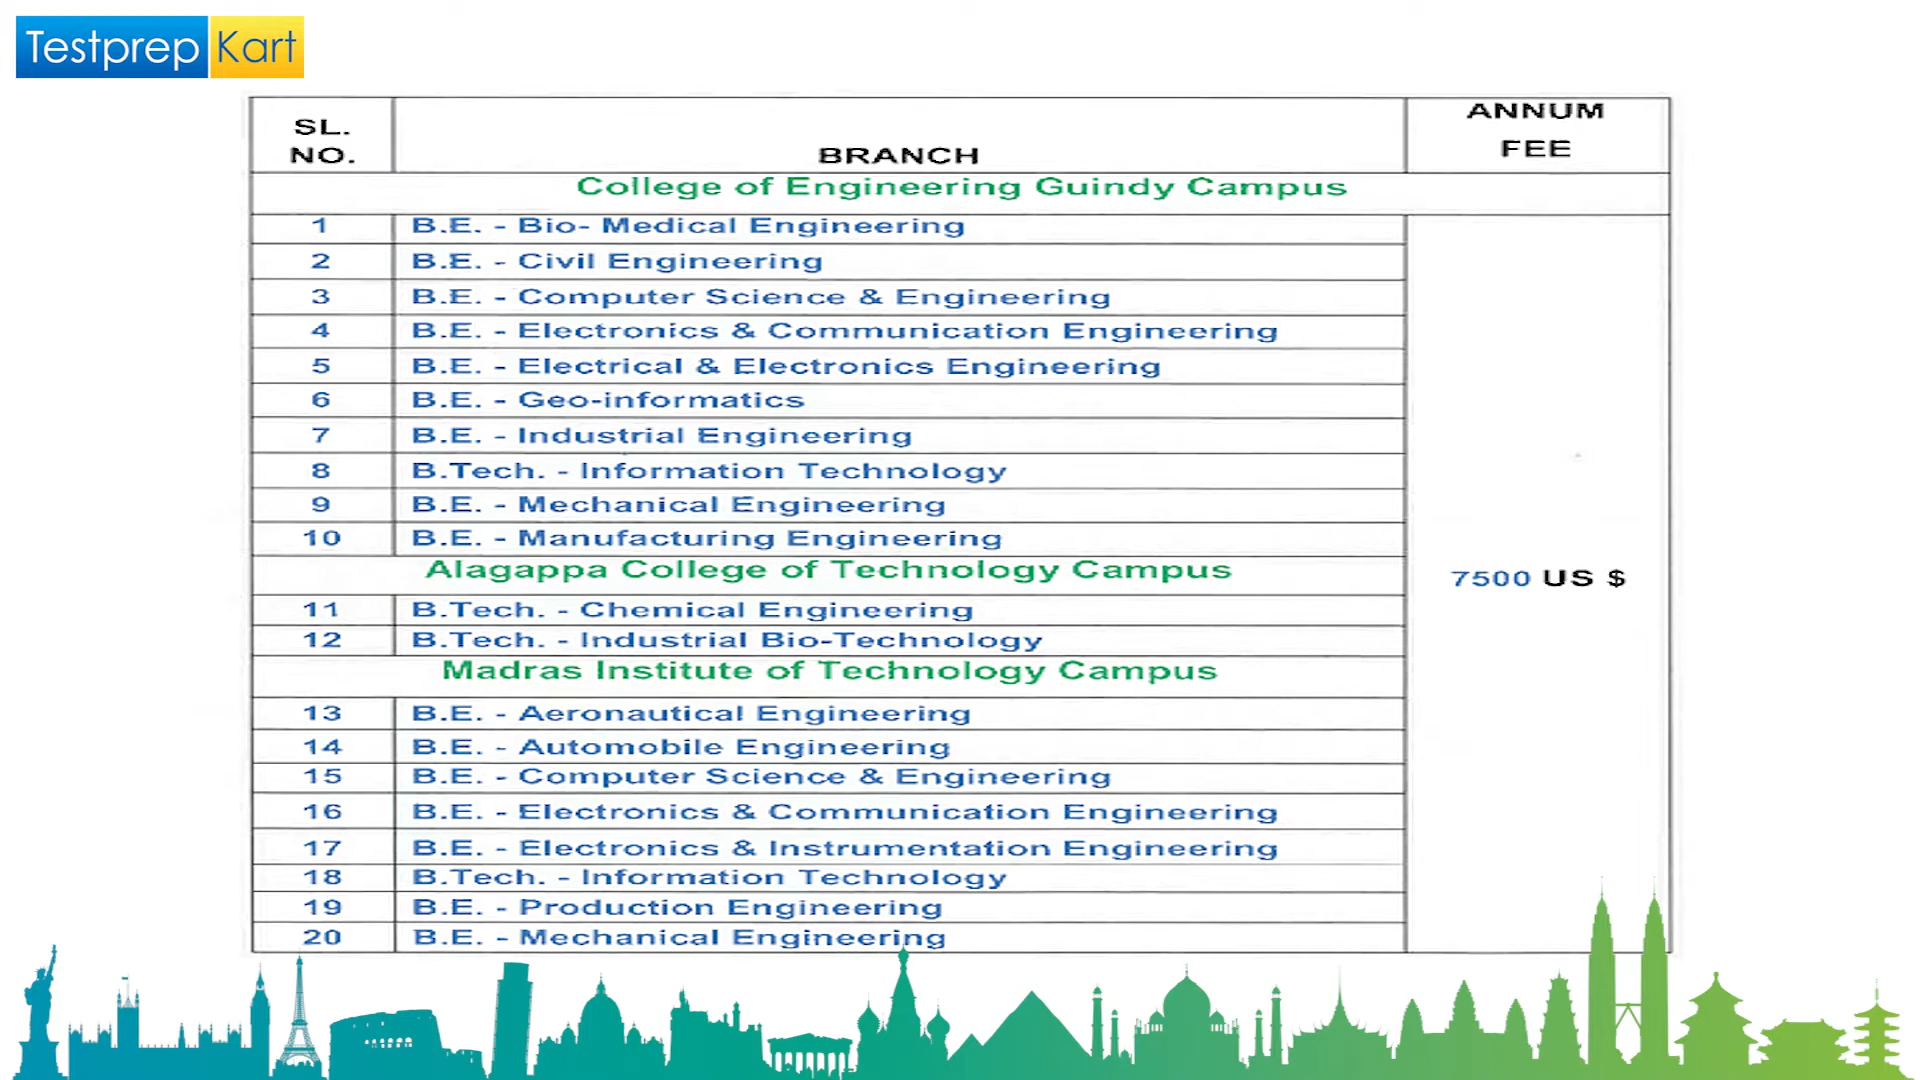 Testprep Kart
SL. NO. BRANCH ANNUM FEE
College of Engineering Guindy Campus
1 B.E. - Bio- Medical Engineering
2 B.E. - Civil Engineering
3 B.E. - Computer Science & Engineering
4 B.E. - Electronics & Communication Engineering
5 B.E. - Electrical & Electronics Engineering
6 B.E. - Geo-informatics
7 B.E. - Industrial Engineering
8 B.Tech. - Information Technology
9 B.E. - Mechanical Engineering
10 B.E. - Manufacturing Engineering
Alagappa College of Technology Campus
7500 US $
11 B.Tech. - Chemical Engineering
12 B.Tech. - Industrial Bio-Technology
Madras Institute of Technology Campus
13 B.E. - Aeronautical Engineering
14 B.E. - Automobile Engineering
15 B.E. - Computer Science & Engineering
16 B.E. - Electronics & Communication Engineering
17 B.E. - Electronics & Instrumentation Engineering
18 B.Tech. - Information Technology
19 B.E. - Production Engineering
20 B.E. - Mechanical Engineering